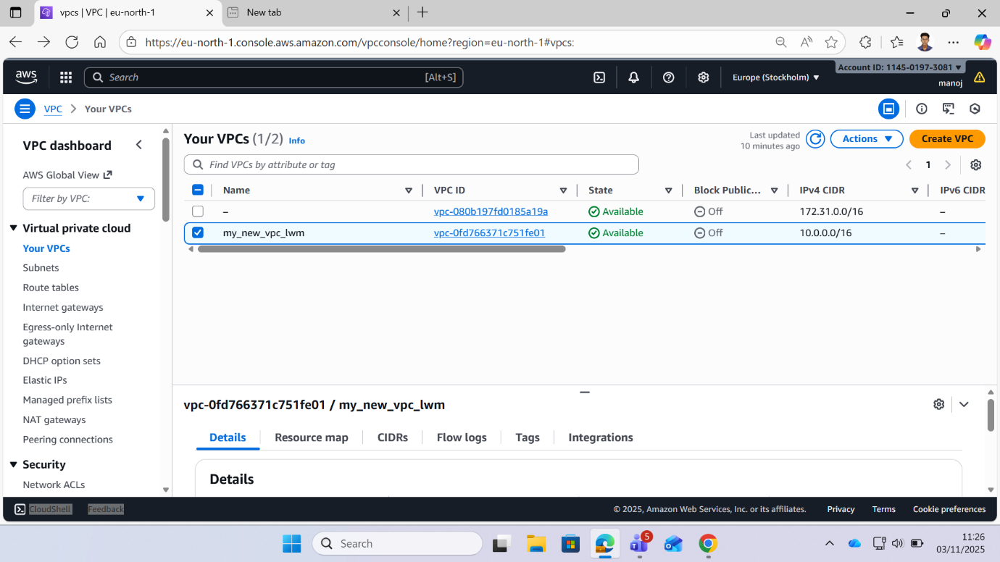 vpcs | VPC | eu-north-1
New tab
https://eu-north-1.console.aws.amazon.com/vpcconsole/home?region=eu-north-1#vpcs:
aws
Search
[Alt+S]
Europe (Stockholm)
Account ID: 1145-0197-3081
manoj
VPC > Your VPCs
VPC dashboard
AWS Global View
Filter by VPC:
Virtual private cloud
Your VPCs
Subnets
Route tables
Internet gateways
Egress-only Internet
gateways
DHCP option sets
Elastic IPs
Managed prefix lists
NAT gateways
Peering connections
Security
Network ACLs
Your VPCs (1/2) Info
Last updated
10 minutes ago
Actions
Create VPC
Find VPCs by attribute or tag
1
Name VPC ID State Block Public... IPv4 CIDR IPv6 CIDR
– vpc-080b197fd0185a19a Available Off 172.31.0.0/16 –
my_new_vpc_lwm vpc-0fd766371c751fe01 Available Off 10.0.0.0/16 –
vpc-0fd766371c751fe01 / my_new_vpc_lwm
Details Resource map CIDRs Flow logs Tags Integrations
Details
CloudShell Feedback
© 2025, Amazon Web Services, Inc. or its affiliates. Privacy Terms Cookie preferences
Search
5
11:26
03/11/2025